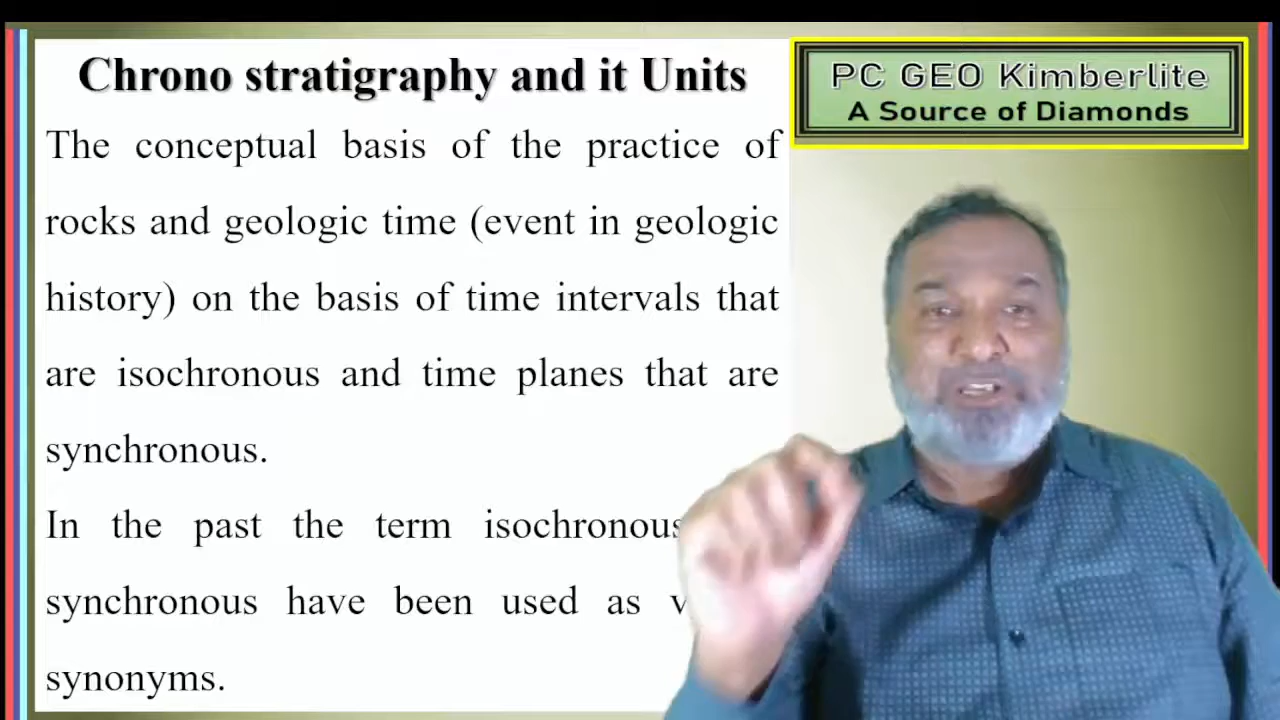 Chrono stratigraphy and it Units
PC GEO Kimberlite
A Source of Diamonds
The conceptual basis of the practice of
rocks and geologic time (event in geologic
history) on the basis of time intervals that
are isochronous and time planes that are
synchronous.
In the past the term isochronous
synchronous have been used as
synonyms.